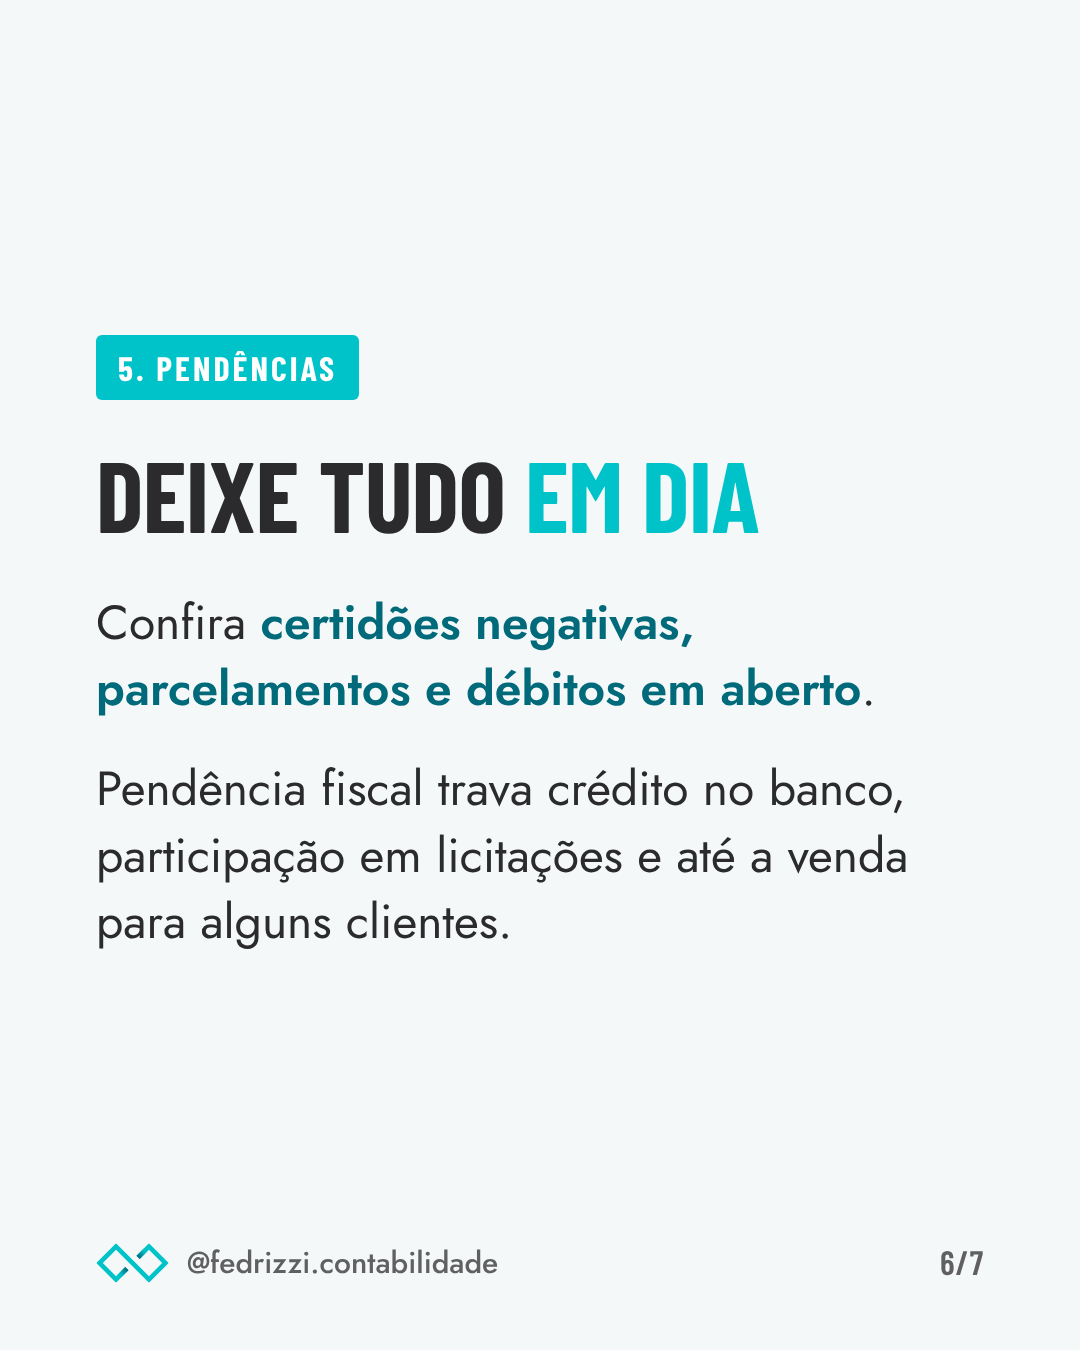 5. PENDÊNCIAS
DEIXE TUDO EM DIA
Confira certidões negativas,
parcelamentos e débitos em aberto.
Pendência fiscal trava crédito no banco,
participação em licitações e até a venda
para alguns clientes.
@fedrizzi.contabilidade
6/7